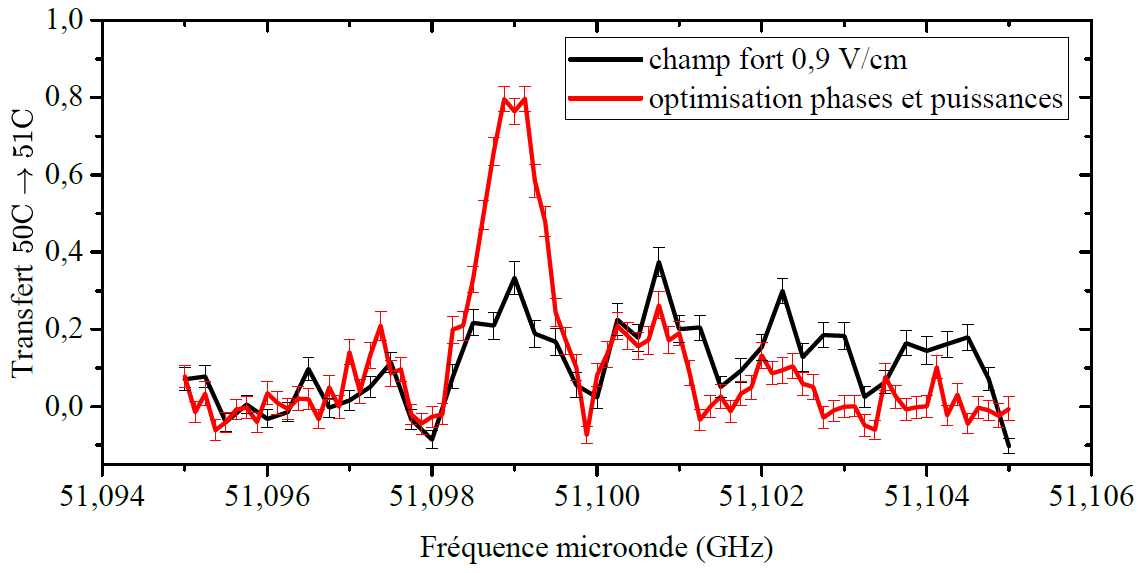 1,0
0,8
0,6
0,4
0,2
0,0
Transfert 50C → 51C
champ fort 0,9 V/cm
optimisation phases et puissances
51,094 51,096 51,098 51,100 51,102 51,104 51,106
Fréquence microonde (GHz)